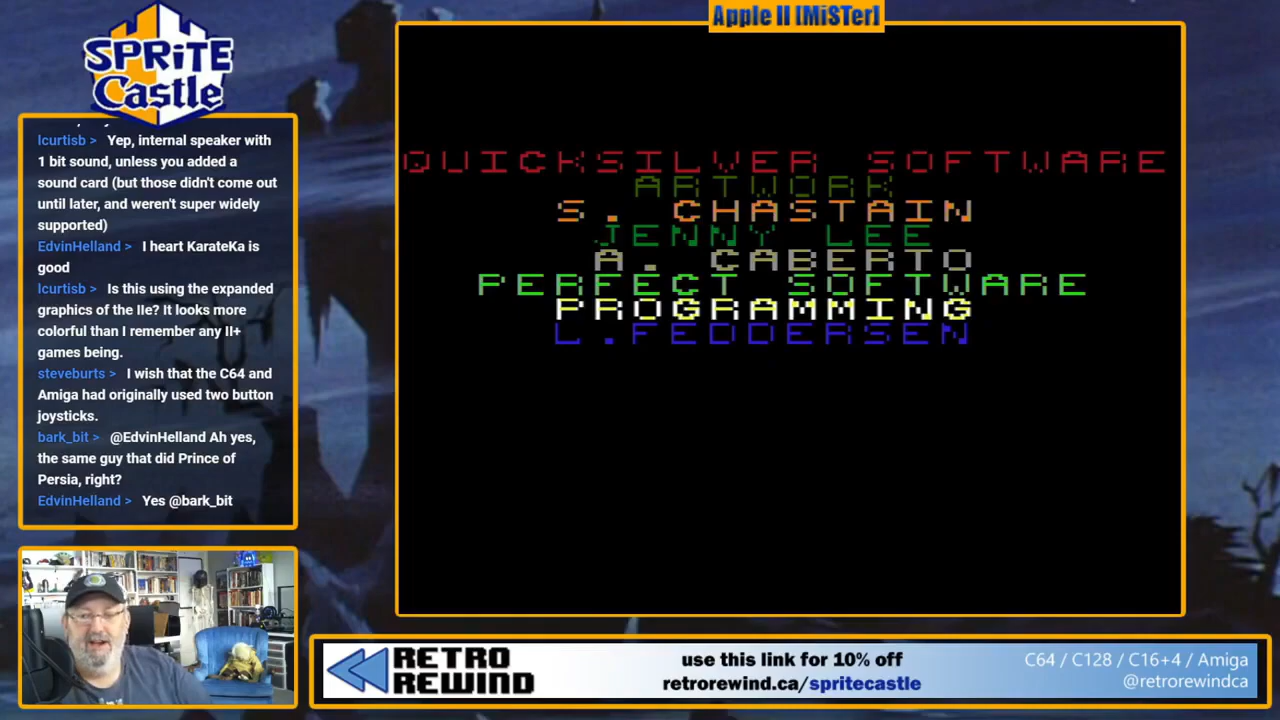 Apple II [MiSTer]
SPRiTE
Castle
lcurtisb > Yep, internal speaker with
1 bit sound, unless you added a
sound card (but those didn't come out
until later, and weren't super widely
supported)
EdvinHelland > I heart KarateKa is
good
lcurtisb > Is this using the expanded
graphics of the IIe? It looks more
colorful than I remember any II+
games being.
steveburts > I wish that the C64 and
Amiga had originally used two button
joysticks.
bark_bit > @EdvinHelland Ah yes,
the same guy that did Prince of
Persia, right?
EdvinHelland > Yes @bark_bit
QUICKSILVER SOFTWARE
ARTWORK
S. CHASTAIN
JENNY LEE
A. CABERTO
PERFECT SOFTWARE
PROGRAMMING
L.FEDDERSEN
RETRO
REWIND
use this link for 10% off
retrorewind.ca/spritecastle
C64 / C128 / C16+4 / Amiga
@retrorewindca